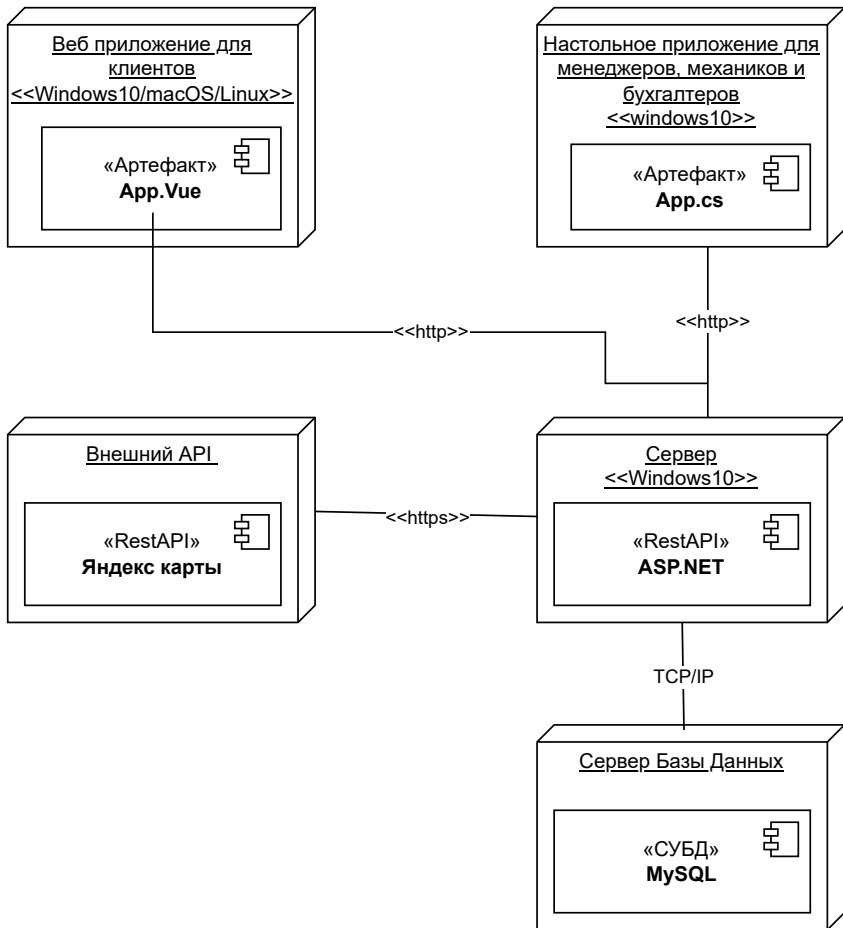 Веб приложение для
клиентов
<<Windows10/macOS/Linux>>
«Артефакт»
App.Vue
Настольное приложение для
менеджеров, механиков и
бухгалтеров
<<windows10>>
«Артефакт»
App.cs
<<http>>
<<http>>
Внешний API
«RestAPI»
Яндекс карты
<<https>>
Сервер
<<Windows10>>
«RestAPI»
ASP.NET
TCP/IP
Сервер Базы Данных
«СУБД»
MySQL